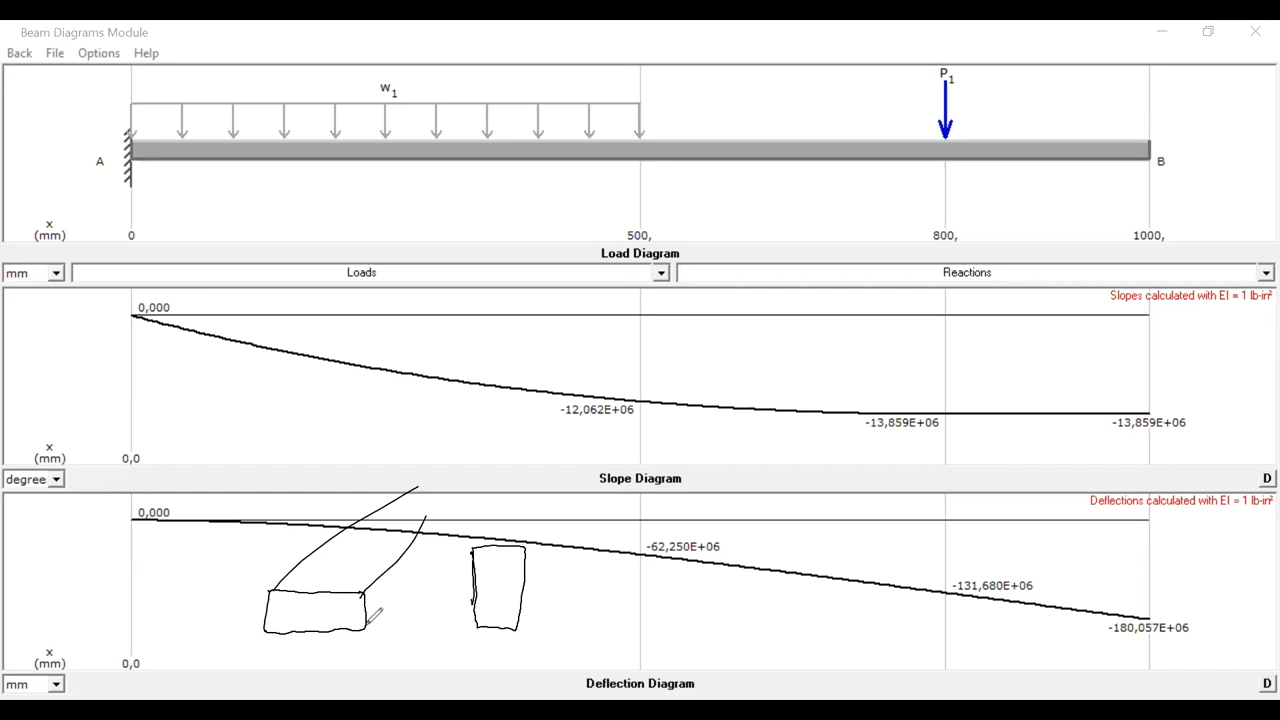 Beam Diagrams Module
Back File Options Help
w1
P1
A
B
x
(mm)
0 500, 800, 1000,
Load Diagram
mm Loads Reactions
Slopes calculated with EI = 1 lb·in²
0,000
-12,062E+06
-13,859E+06 -13,859E+06
x
(mm)
0,0
degree Slope Diagram D
Deflections calculated with EI = 1 lb·in²
0,000
-62,250E+06
-131,680E+06
-180,057E+06
x
(mm)
0,0
mm Deflection Diagram D